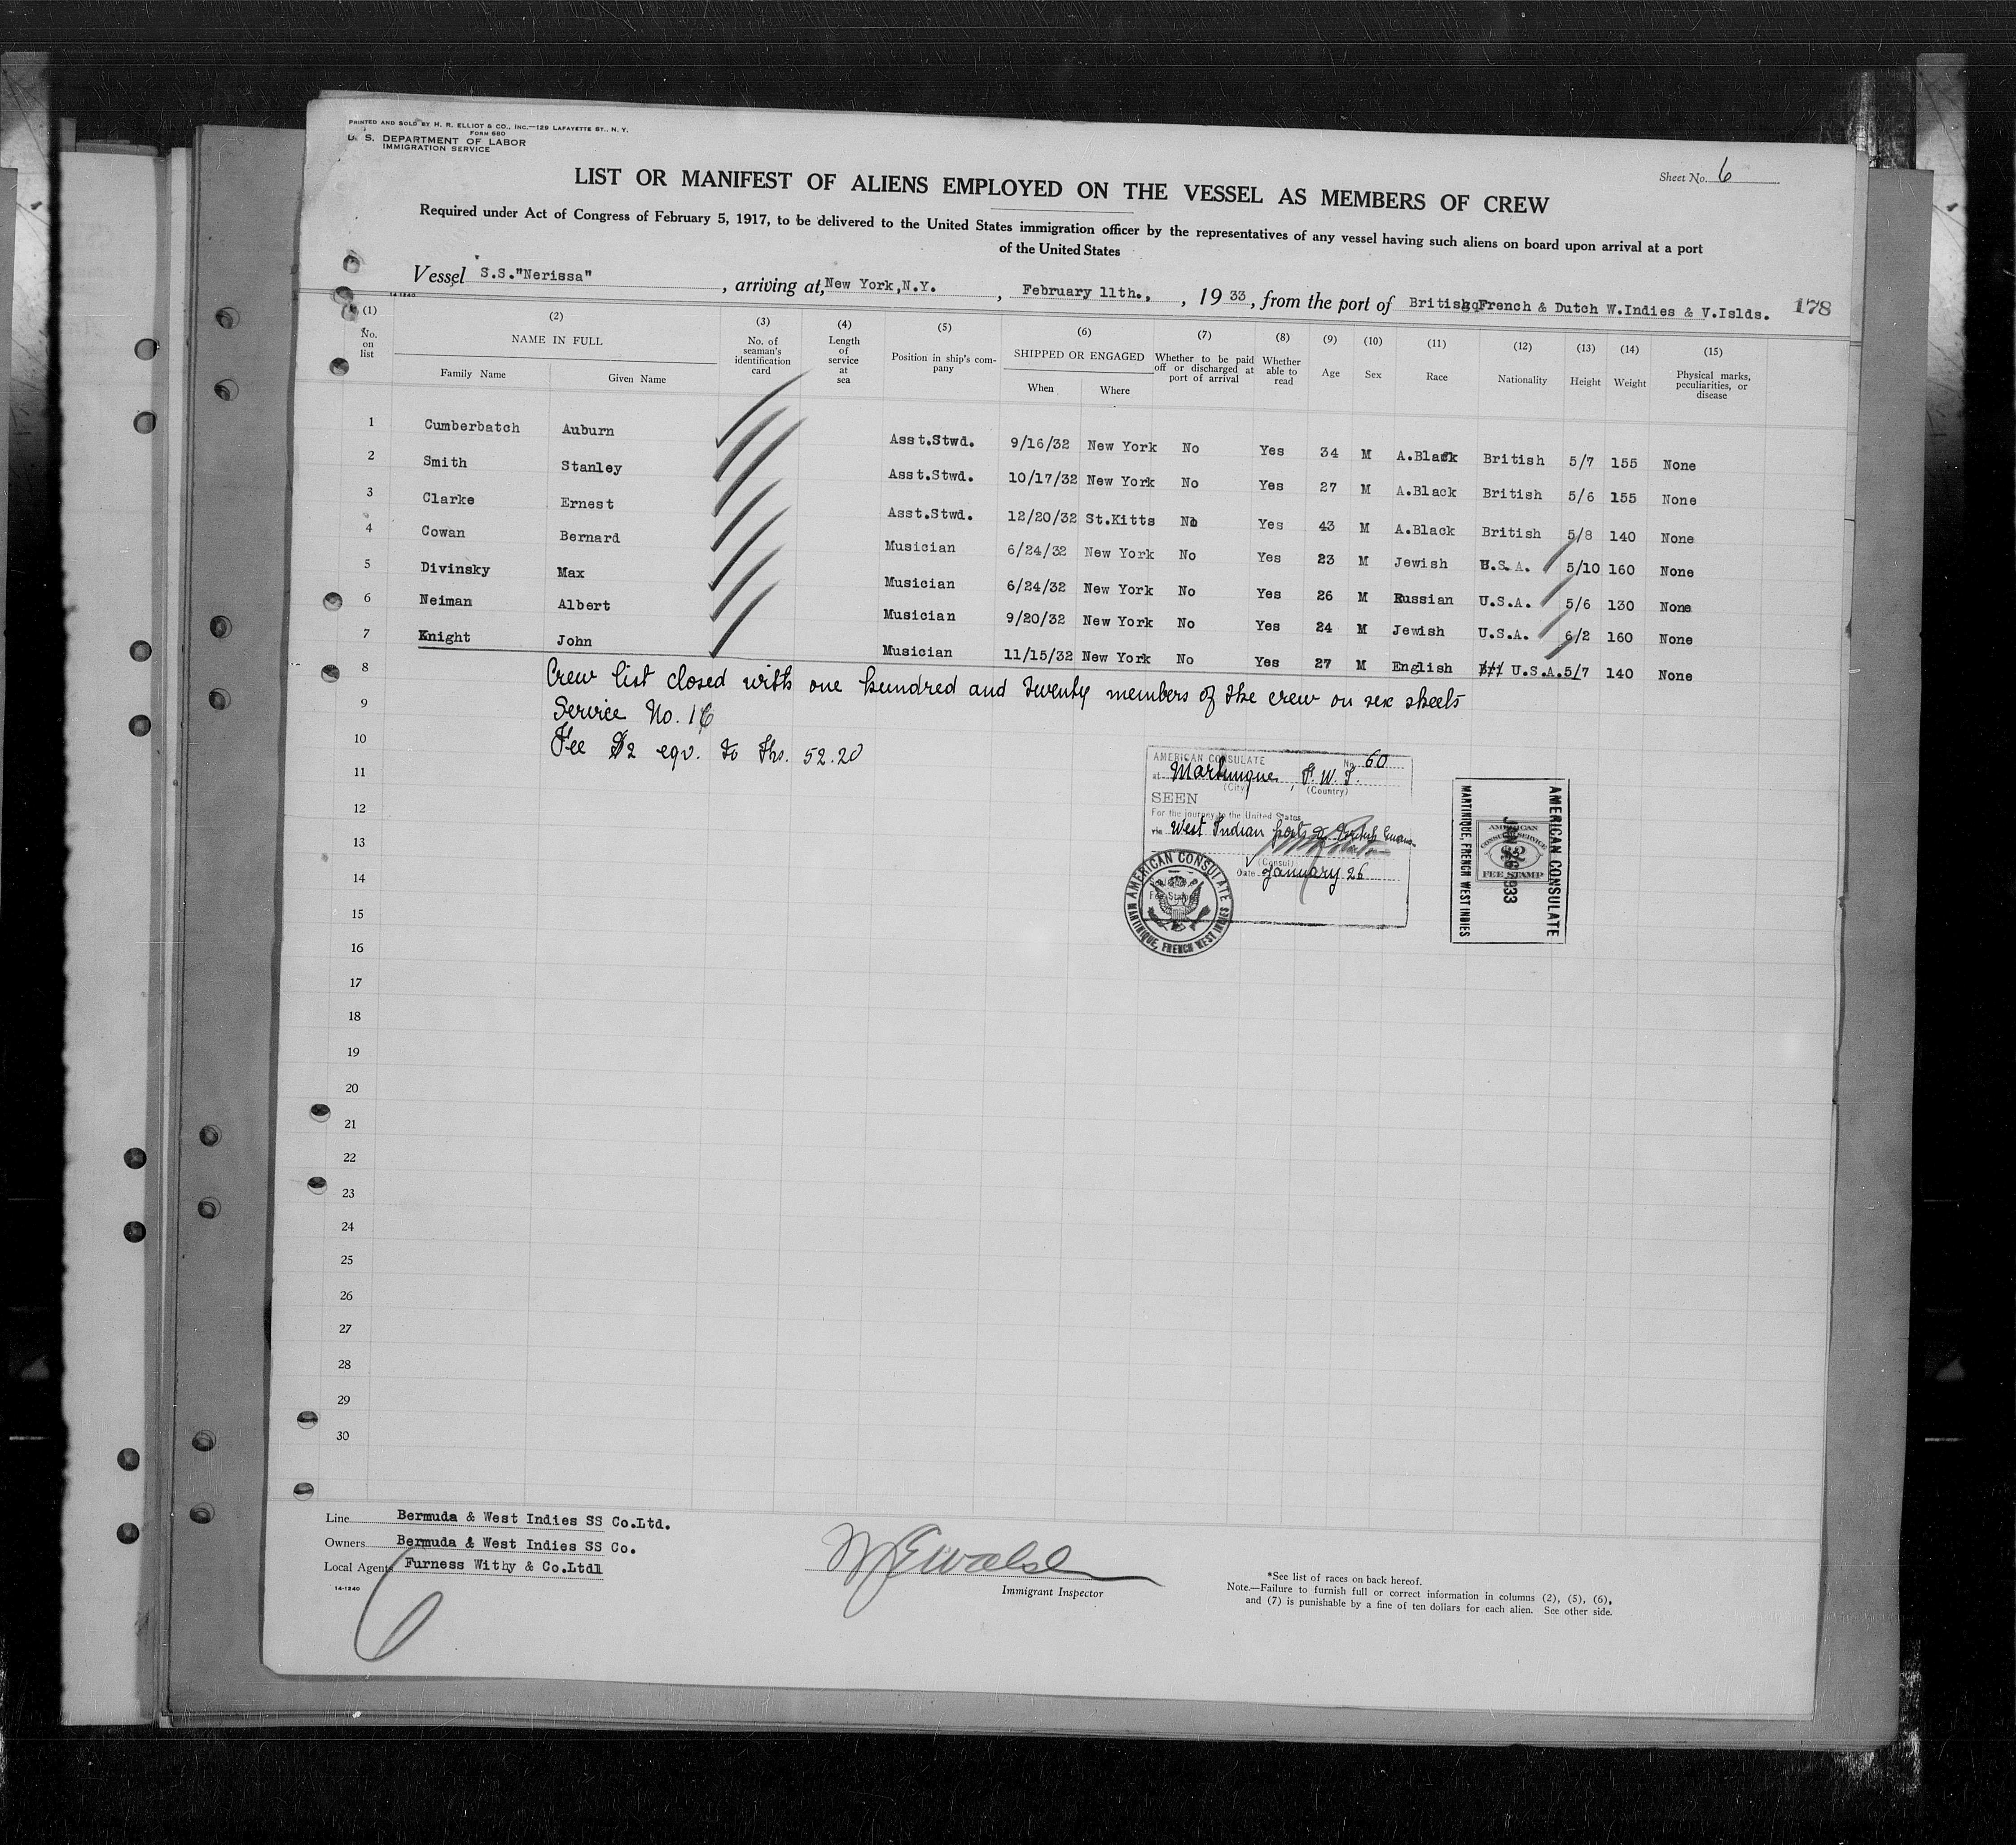 PRINTED AND SOLD BY H. R. ELLIOT & CO., INC.—129 LAFAYETTE ST., N. Y.
FORM 680
U. S. DEPARTMENT OF LABOR
IMMIGRATION SERVICE
Sheet No. 6
LIST OR MANIFEST OF ALIENS EMPLOYED ON THE VESSEL AS MEMBERS OF CREW
Required under Act of Congress of February 5, 1917, to be delivered to the United States immigration officer by the representatives of any vessel having such aliens on board upon arrival at a port
of the United States
Vessel S.S."Nerissa", arriving at, New York,N.Y., February 11th., , 1933, from the port of British French & Dutch W.Indies & V.Islds. 178
14-1240
(1) (2) (3) (4) (5) (6) (7) (8) (9) (10) (11) (12) (13) (14) (15)
No. on list NAME IN FULL No. of seaman's identification card Length of service at sea Position in ship's company SHIPPED OR ENGAGED Whether to be paid off or discharged at port of arrival Whether able to read Age Sex Race Nationality Height Weight Physical marks, peculiarities, or disease
Family Name Given Name When Where
1 Cumberbatch Auburn Asst.Stwd. 9/16/32 New York No Yes 34 M A.Black British 5/7 155 None
2 Smith Stanley Asst.Stwd. 10/17/32 New York No Yes 27 M A.Black British 5/6 155 None
3 Clarke Ernest Asst.Stwd. 12/20/32 St.Kitts No Yes 43 M A.Black British 5/8 140 None
4 Cowan Bernard Musician 6/24/32 New York No Yes 23 M Jewish U.S.A. 5/10 160 None
5 Divinsky Max Musician 6/24/32 New York No Yes 26 M Russian U.S.A. 5/6 130 None
6 Neiman Albert Musician 9/20/32 New York No Yes 24 M Jewish U.S.A. 6/2 160 None
7 Knight John Musician 11/15/32 New York No Yes 27 M English U.S.A. 5/7 140 None
8 Crew list closed with one hundred and twenty members of the crew on six sheets
9 Service No. 16
10 Fee $2 eqv. to Frs. 52.20
11
12
13
14
15
16
17
18
19
20
21
22
23
24
25
26
27
28
29
30
AMERICAN CONSULATE No. 60
at Martinique, F. W. I.
(City) (Country)
SEEN
For the journey to the United States
via West Indian ports & British Guiana
(Consul)
Date January 26
Fee Stamp
AMERICAN CONSULATE
MARTINIQUE, FRENCH WEST INDIES
AMERICAN CONSULATE
AMERICAN
CONSULAR SERVICE
$2
FEE STAMP
JAN 26 1933
MARTINIQUE, FRENCH WEST INDIES
Line Bermuda & West Indies SS Co.Ltd.
Owners Bermuda & West Indies SS Co.
Local Agents Furness Withy & Co.Ltdl
14-1240
Immigrant Inspector
*See list of races on back hereof.
Note.—Failure to furnish full or correct information in columns (2), (5), (6),
and (7) is punishable by a fine of ten dollars for each alien. See other side.